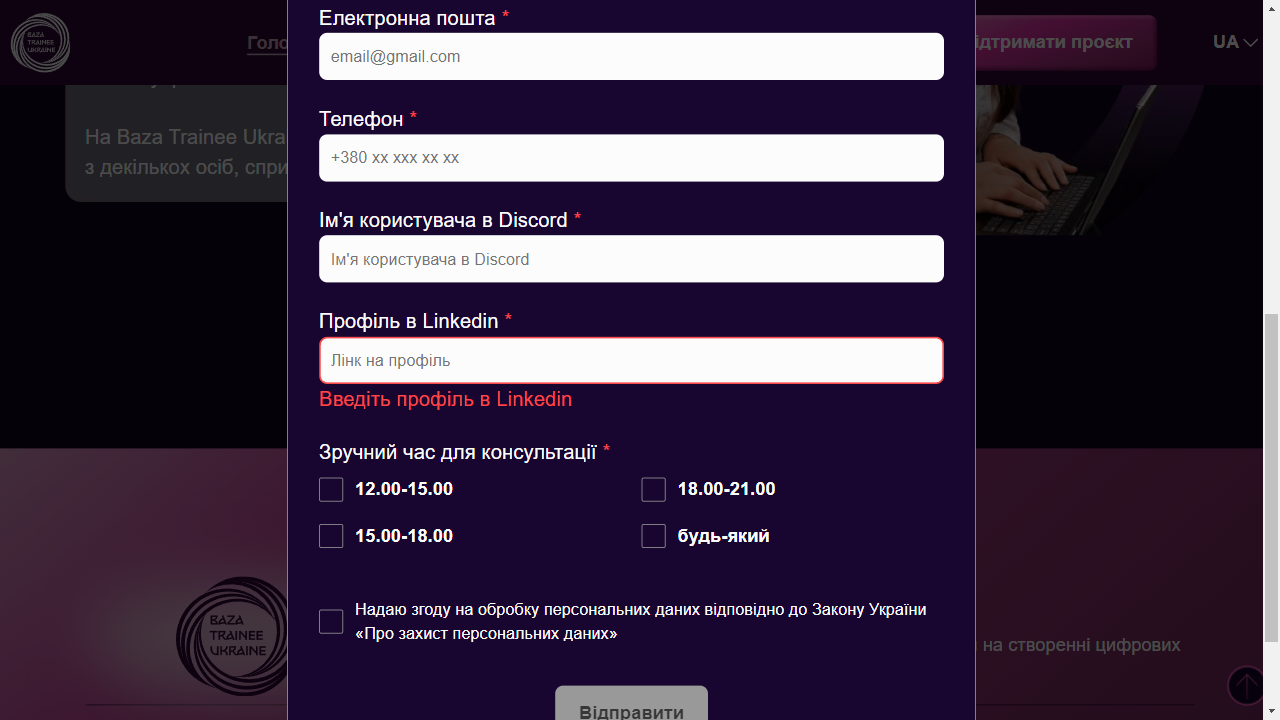 BAZA
TRAINEE
UKRAINE
Голо
ідтримати проєкт
UA
На Baza Trainee Ukra
з декількох осіб, спри
Електронна пошта *
email@gmail.com
Телефон *
+380 xx xxx xx xx
Ім'я користувача в Discord *
Ім'я користувача в Discord
Профіль в Linkedin *
Лінк на профіль
Введіть профіль в Linkedin
Зручний час для консультації *
12.00-15.00
18.00-21.00
15.00-18.00
будь-який
Надаю згоду на обробку персональних даних відповідно до Закону України
«Про захист персональних даних»
BAZA
TRAINEE
UKRAINE
на створенні цифрових
Відправити